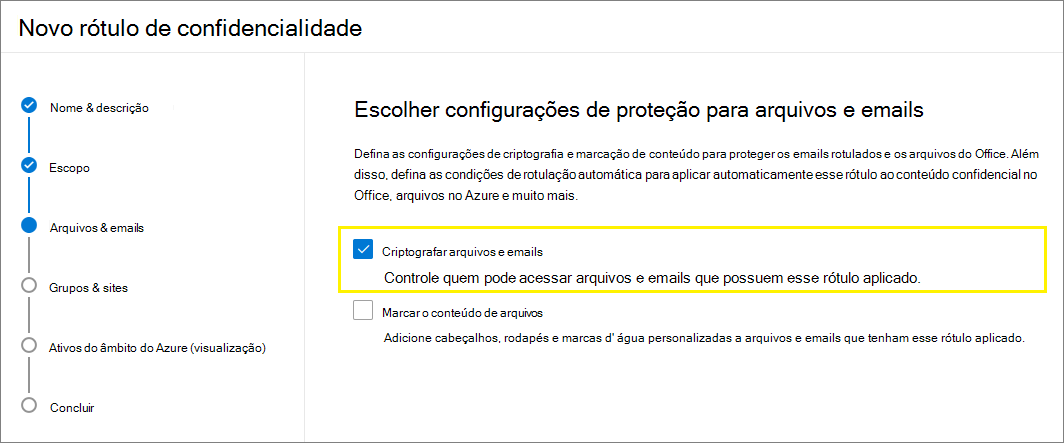 Novo rótulo de confidencialidade
Nome & descrição
Escopo
Arquivos & emails
Grupos & sites
Ativos do âmbito do Azure (visualização)
Concluir
Escolher configurações de proteção para arquivos e emails
Defina as configurações de criptografia e marcação de conteúdo para proteger os emails rotulados e os arquivos do Office. Além
disso, defina as condições de rotulação automática para aplicar automaticamente esse rótulo ao conteúdo confidencial no
Office, arquivos no Azure e muito mais.
Criptografar arquivos e emails
Controle quem pode acessar arquivos e emails que possuem esse rótulo aplicado.
Marcar o conteúdo de arquivos
Adicione cabeçalhos, rodapés e marcas d' água personalizadas a arquivos e emails que tenham esse rótulo aplicado.